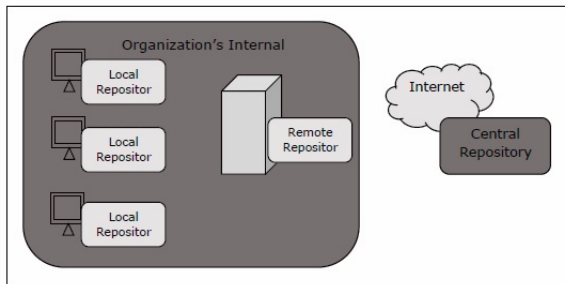 Organization's Internal
Local
Repositor
Local
Repositor
Local
Repositor
Remote
Repositor
Internet
Central
Repository